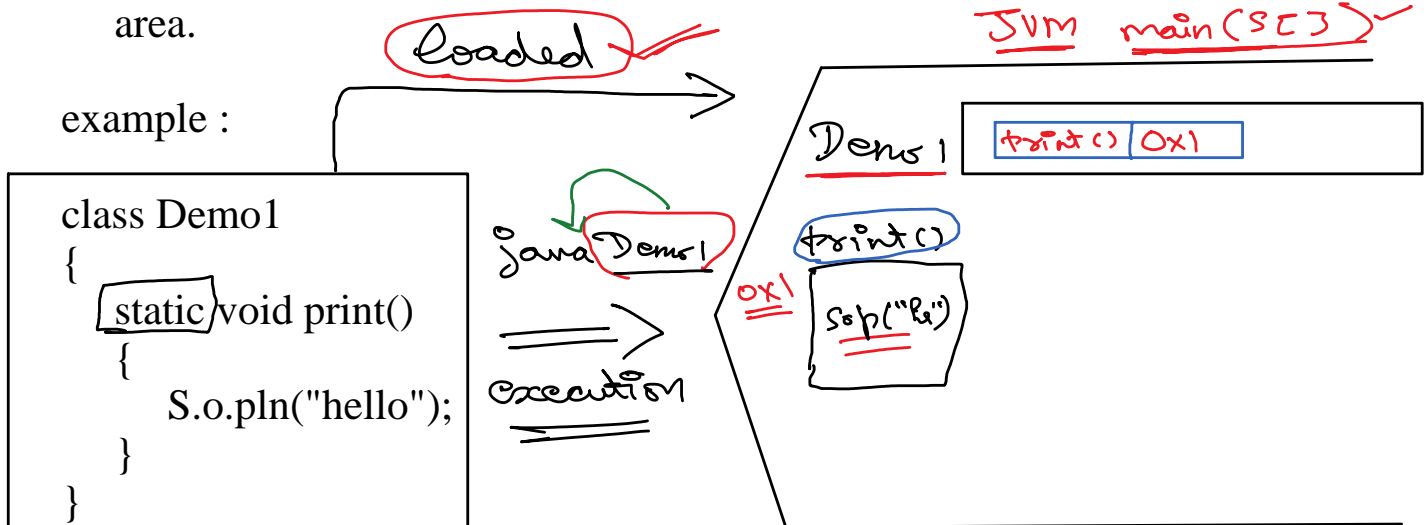 area.
example :
class Demo1
{
static void print()
{
S.o.pln("hello");
}
}
loaded
java Demo1
execution
JVM main(S[])
Demo1
print() 0x1
print()
0x1
Sop("he")